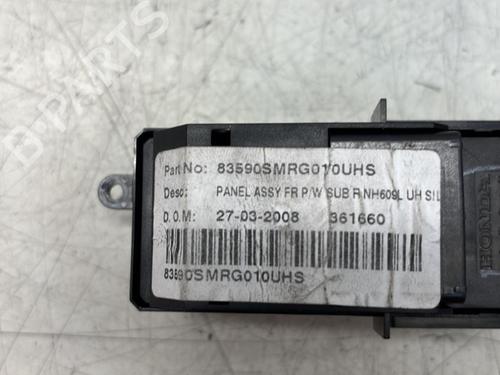 B-PARTS
Part No: 83590SMRG010UHS
Desc: PANEL ASSY FR P/W SUB R NH609L UH SIL
D.O.M: 27-03-2008 361660
83590SMRG010UHS
HONDA